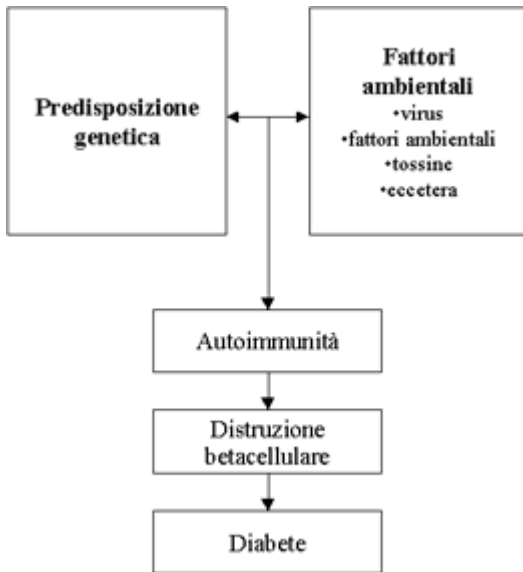 Predisposizione
genetica
Fattori
ambientali
•virus
•fattori ambientali
•tossine
•eccetera
Autoimmunità
Distruzione
betacellulare
Diabete